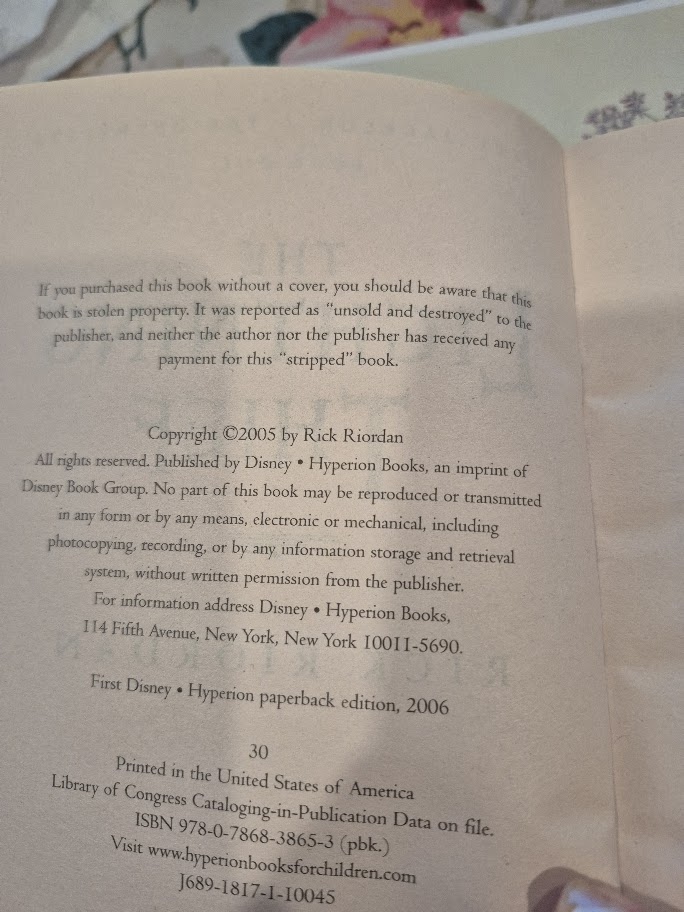 If you purchased this book without a cover, you should be aware that this
book is stolen property. It was reported as “unsold and destroyed” to the
publisher, and neither the author nor the publisher has received any
payment for this “stripped” book.
Copyright ©2005 by Rick Riordan
All rights reserved. Published by Disney • Hyperion Books, an imprint of
Disney Book Group. No part of this book may be reproduced or transmitted
in any form or by any means, electronic or mechanical, including
photocopying, recording, or by any information storage and retrieval
system, without written permission from the publisher.
For information address Disney • Hyperion Books,
114 Fifth Avenue, New York, New York 10011-5690.
First Disney • Hyperion paperback edition, 2006
30
Printed in the United States of America
Library of Congress Cataloging-in-Publication Data on file.
ISBN 978-0-7868-3865-3 (pbk.)
Visit www.hyperionbooksforchildren.com
J689-1817-1-10045